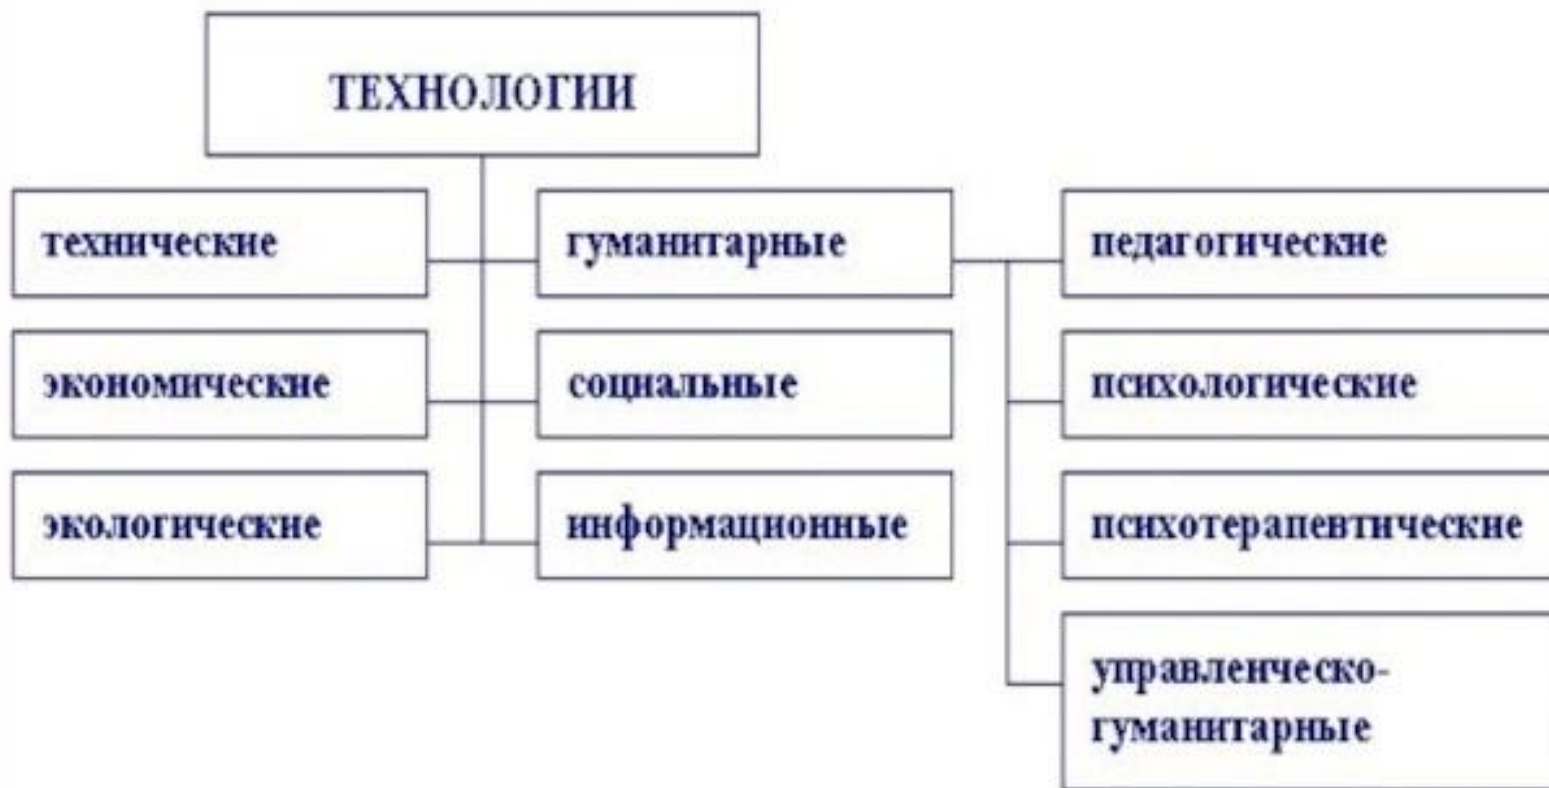 ТЕХНОЛОГИИ
технические
гуманитарные
педагогические
экономические
социальные
психологические
экологические
информационные
психотерапевтические
управленческо-
гуманитарные